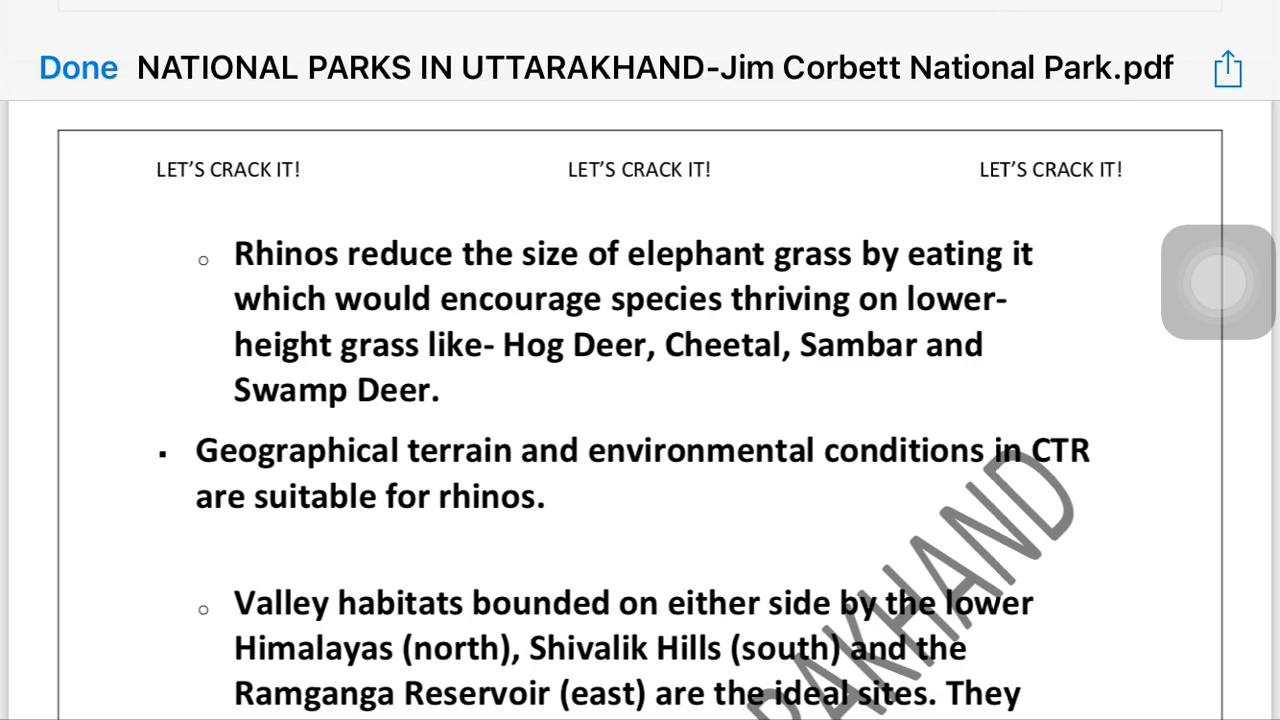 Done NATIONAL PARKS IN UTTARAKHAND-Jim Corbett National Park.pdf
LET’S CRACK IT! LET’S CRACK IT! LET’S CRACK IT!
○ Rhinos reduce the size of elephant grass by eating it
which would encourage species thriving on lower-
height grass like- Hog Deer, Cheetal, Sambar and
Swamp Deer.
▪ Geographical terrain and environmental conditions in CTR
are suitable for rhinos.
○ Valley habitats bounded on either side by the lower
Himalayas (north), Shivalik Hills (south) and the
Ramganga Reservoir (east) are the ideal sites. They
PAKHAND